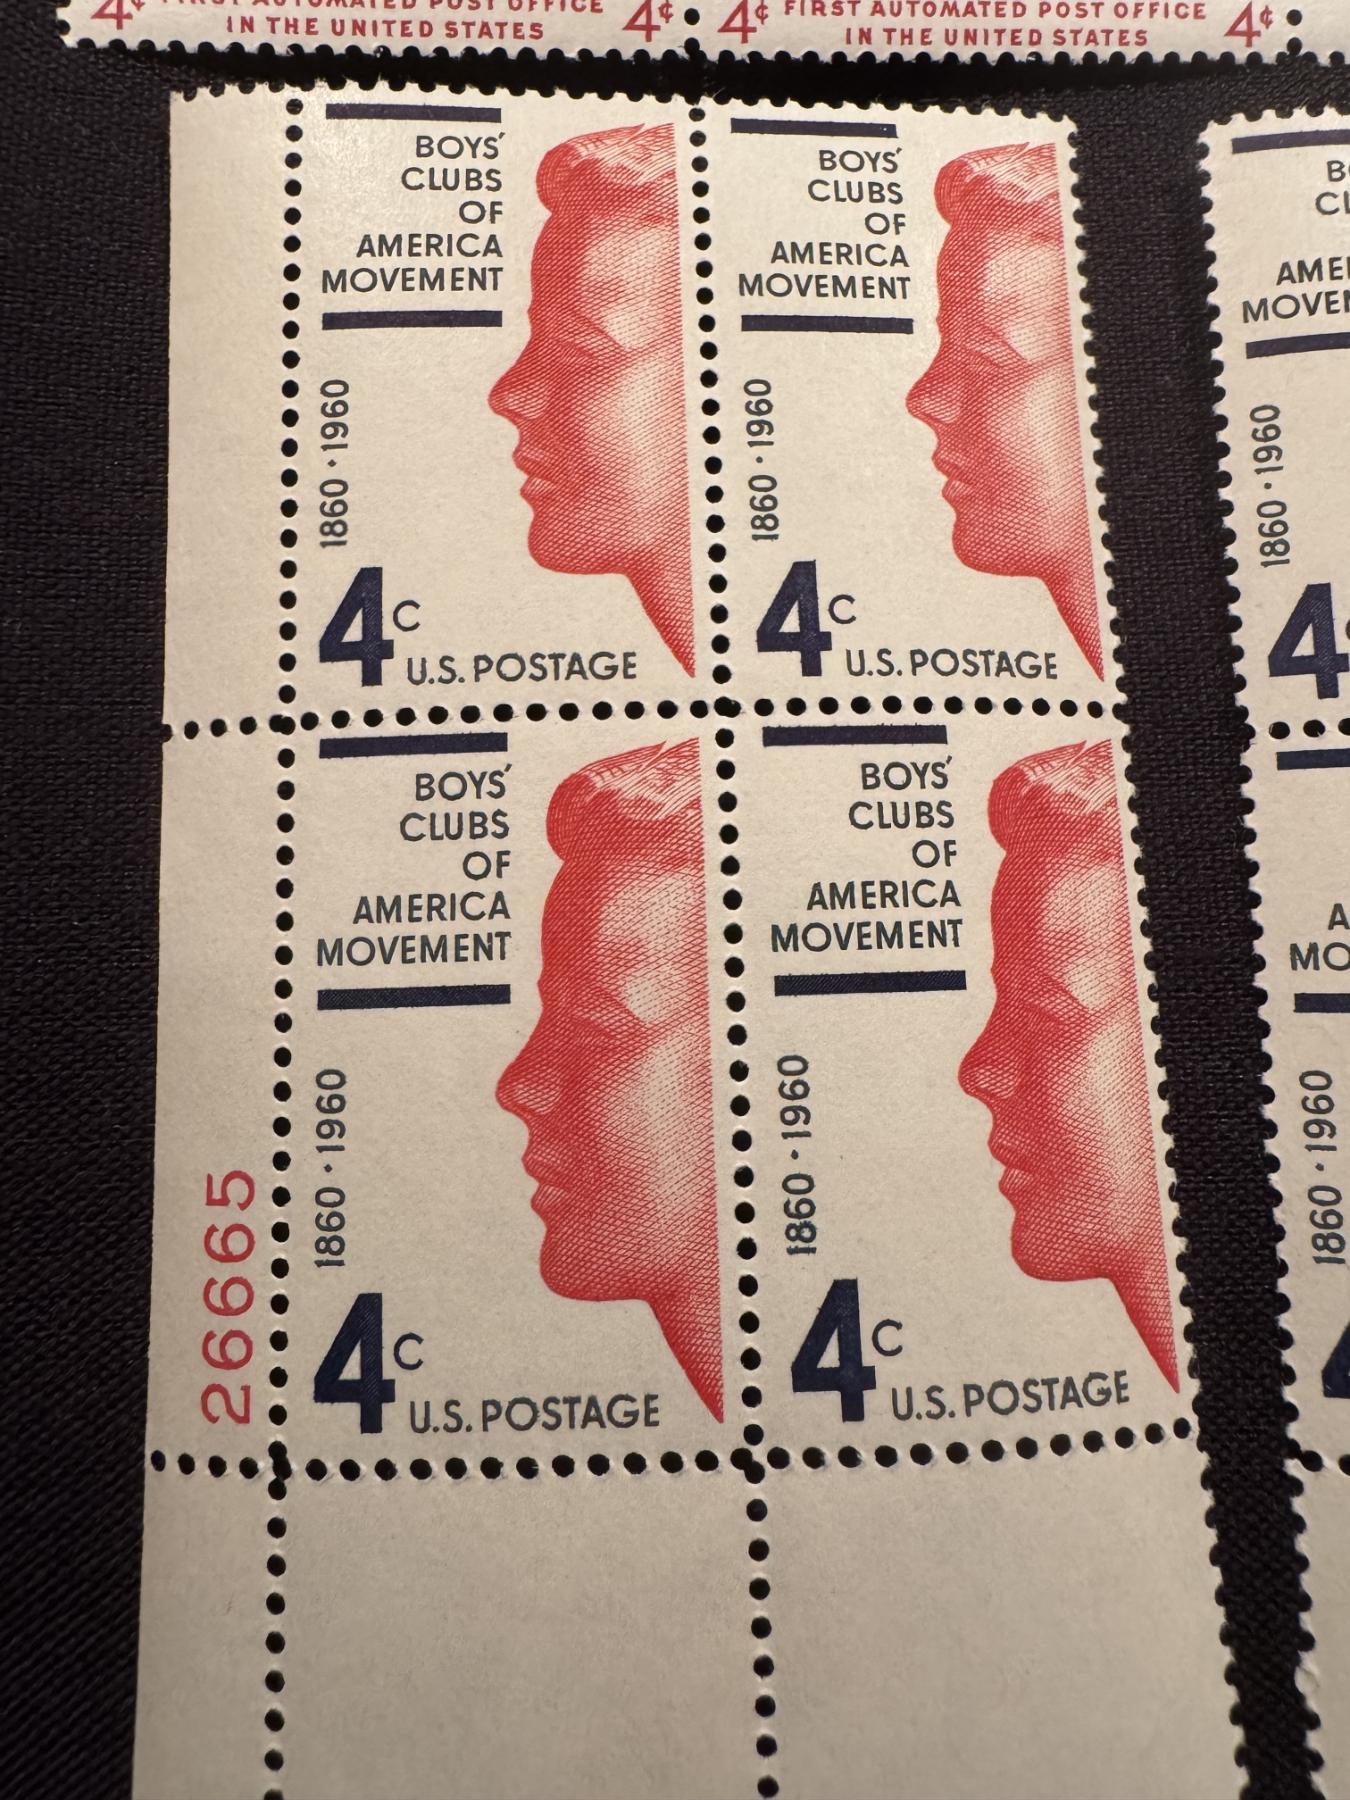 4¢ FIRST AUTOMATED POST OFFICE 4¢
IN THE UNITED STATES
4¢ FIRST AUTOMATED POST OFFICE 4¢
IN THE UNITED STATES
BOYS'
CLUBS
OF
AMERICA
MOVEMENT
1860 · 1960
4c
U.S. POSTAGE
BOYS'
CLUBS
OF
AMERICA
MOVEMENT
1860 · 1960
4c
U.S. POSTAGE
1860 · 1960
4
BOYS'
CLUBS
OF
AMERICA
MOVEMENT
1860 · 1960
4c
U.S. POSTAGE
BOYS'
CLUBS
OF
AMERICA
MOVEMENT
1860 · 1960
4c
U.S. POSTAGE
1860 · 1960
26665